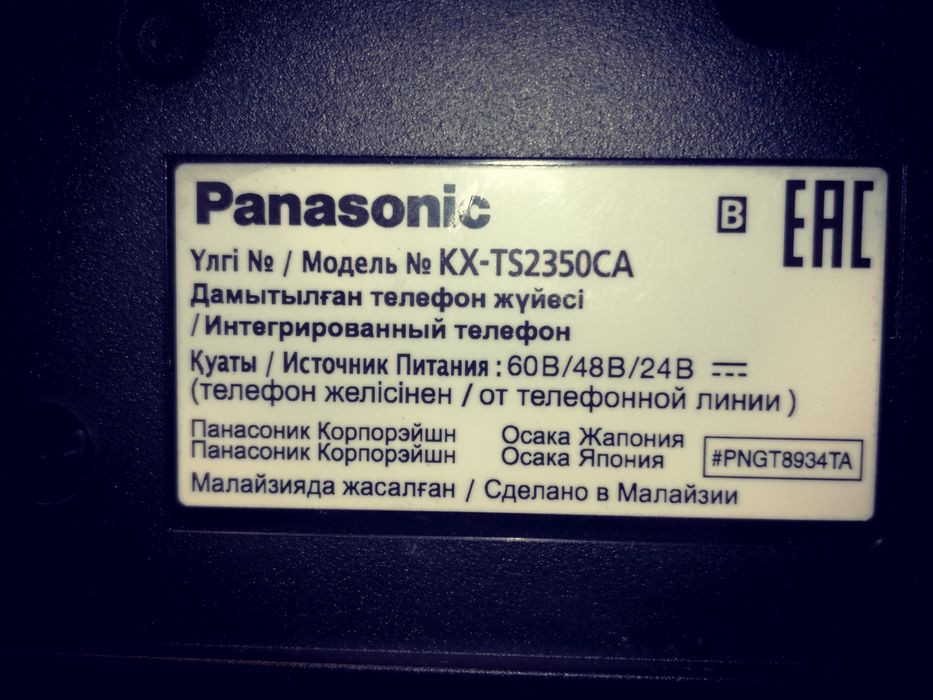 Panasonic
B
EAC
Үлгі № / Модель № KX-TS2350CA
Дамытылған телефон жүйесі
/Интегрированный телефон
Қуаты / Источник Питания : 60В/48В/24В
(телефон желісінен / от телефонной линии )
Панасоник Корпорэйшн Осака Жапония
Панасоник Корпорэйшн Осака Япония
#PNGT8934TA
Малайзияда жасалған / Сделано в Малайзии